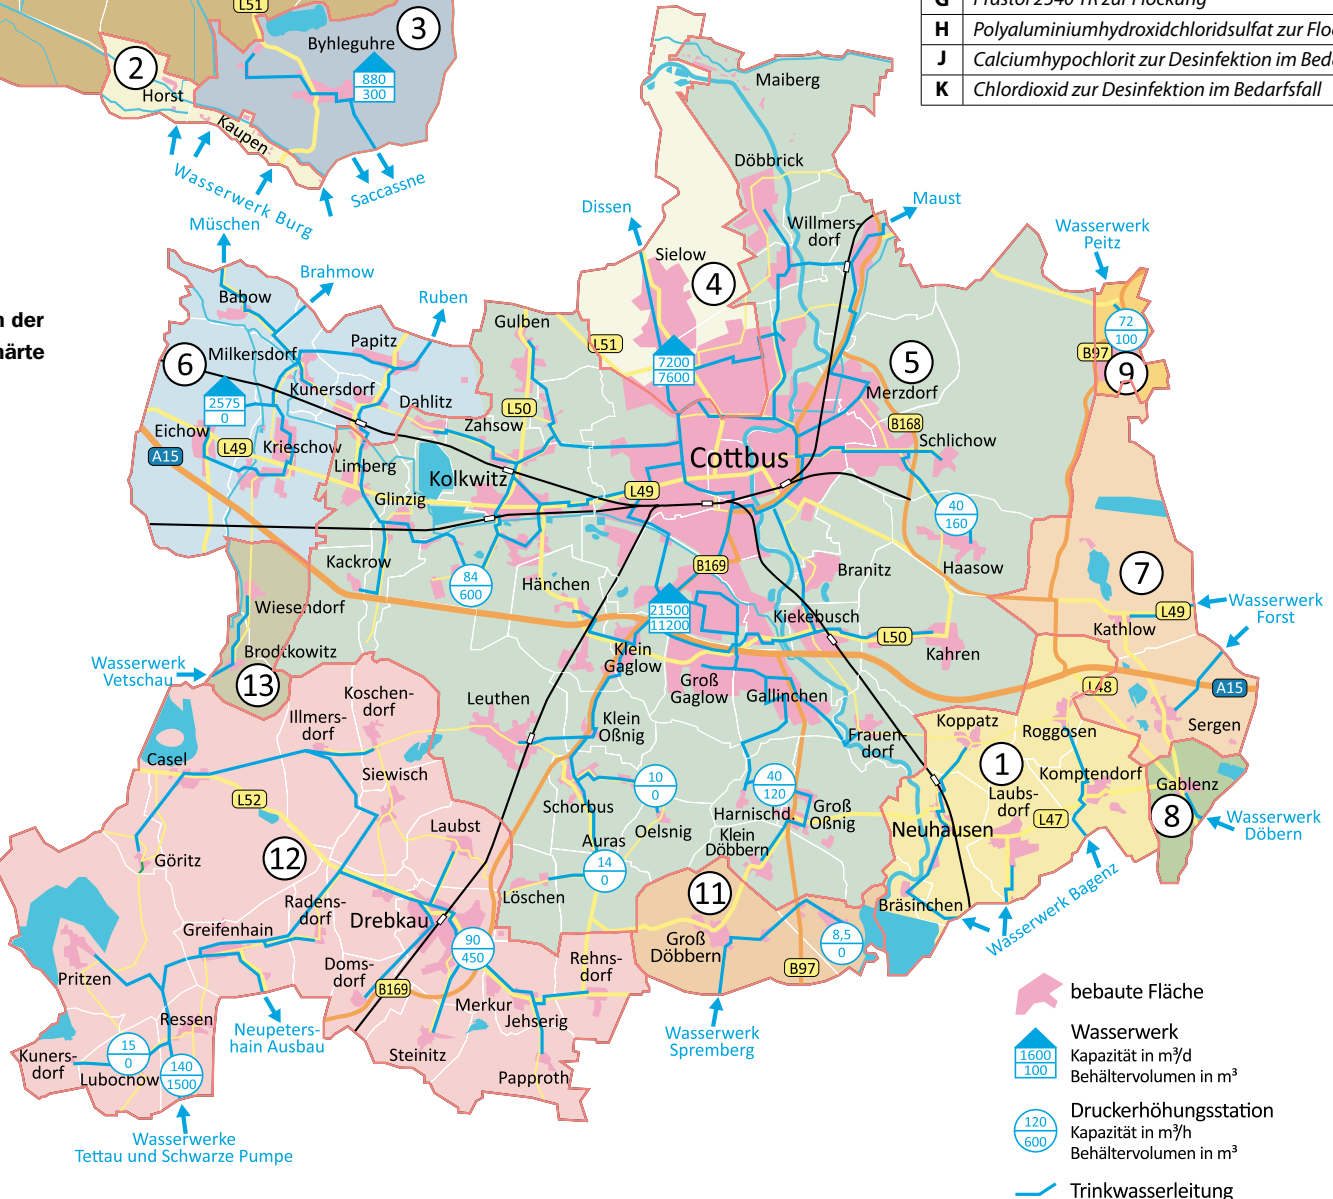 G Prästol 2540 TR zur Flockung
H Polyaluminiumhydroxidchloridsulfat zur Flo
J Calciumhypochlorit zur Desinfektion im Bed
K Chlordioxid zur Desinfektion im Bedarfsfall
L51
3
Byhleguhre
880
300
2
Horst
Kaupen
Wasserwerk Burg
Saccassne
n der
närte
Müschen
Brahmow
Ruben
Babow
Milkersdorf
Papitz
6
Kunersdorf
2575
0
Dahlitz
Eichow
L49
Krieschow
A15
Limberg
Glinzig
Zahsow
Gulben
L50
L51
Kolkwitz
Maiberg
Döbbrick
Dissen
Willmers-
dorf
Maust
Sielow
4
7200
7600
5
Merzdorf
B168
Schlichow
Wasserwerk
Peitz
72
100
B97
9
Cottbus
L49
40
160
Haasow
Kackrow
84
600
Hänchen
B169
Branitz
7
21500
11200
Kiekebusch
L50
Kahren
L49
Kathlow
Wasserwerk
Forst
Wiesendorf
Brodtkowitz
Wasserwerk
Vetschau
13
Klein
Gaglow
Groß
Gaglow
Gallinchen
L48
A15
Sergen
Koschen-
dorf
Illmers-
dorf
Leuthen
Klein
Oßnig
Frauen-
dorf
Koppatz
Roggosen
Casel
Siewisch
1
Komptendorf
Laubs-
dorf
L47
Gablenz
8
Wasserwerk
Döbern
L52
10
0
40
120
Schorbus
Oelsnig
Harnischd.
Groß
Oßnig
Klein
Döbbern
Neuhausen
Laubst
Auras
14
0
Göritz
12
Löschen
11
Bräsinchen
Wasserwerk Bagenz
Radens-
dorf
Drebkau
Greifenhain
90
450
Groß
Döbbern
8,5
0
B97
Pritzen
Doms-
dorf
B169
Rehns-
dorf
Merkur
Jehserig
Ressen
Neupeters-
hain Ausbau
Wasserwerk
Spremberg
Kuners-
dorf
15
0
Lubochow
140
1500
Steinitz
Papproth
Wasserwerke
Tettau und Schwarze Pumpe
bebaute Fläche
Wasserwerk
1600
100
Kapazität in m³/d
Behältervolumen in m³
Druckerhöhungsstation
120
600
Kapazität in m³/h
Behältervolumen in m³
Trinkwasserleitung